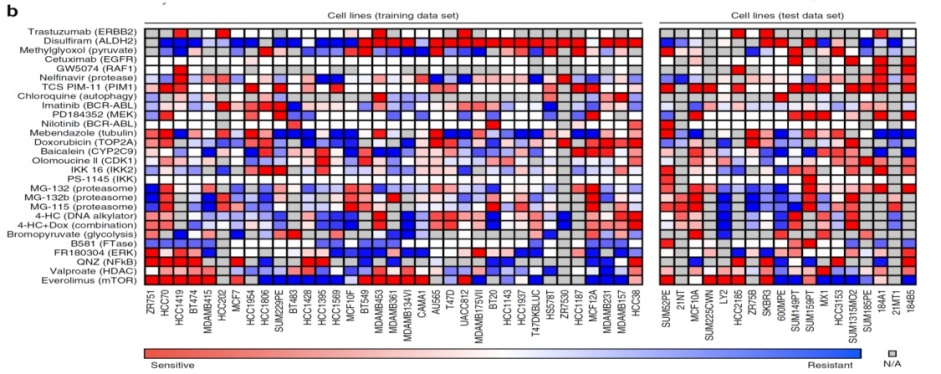 b
Cell lines (training data set)
Cell lines (test data set)
Trastuzumab (ERBB2)
Disulfiram (ALDH2)
Methylglyoxol (pyruvate)
Cetuximab (EGFR)
GW5074 (RAF1)
Nelfinavir (protease)
TCS PIM-11 (PIM1)
Chloroquine (autophagy)
Imatinib (BCR-ABL)
PD184352 (MEK)
Nilotinib (BCR-ABL)
Mebendazole (tubulin)
Doxorubicin (TOP2A)
Baicalein (CYP2C9)
Olomoucine II (CDK1)
IKK 16 (IKK2)
PS-1145 (IKK)
MG-132 (proteasome)
MG-132b (proteasome)
MG-115 (proteasome)
4-HC (DNA alkylator)
4-HC+Dox (combination)
Bromopyruvate (glycolysis)
B581 (FTase)
FR180304 (ERK)
QNZ (NFkB)
Valproate (HDAC)
Everolimus (mTOR)
ZR751
HCC70
HCC1419
BT474
MDAMB415
HCC202
MCF7
HCC1954
HCC1806
SUM229PE
BT483
HCC1428
HCC1395
HCC1569
MCF10F
BT549
MDAMB453
MDAMB361
MDAMB134VI
CAMA1
AU565
T47D
UACC812
MDAMB175VII
BT20
HCC1143
HCC1937
T47DKBLUC
HS578T
ZR7530
HCC1187
MCF12A
MDAMB231
MDAMB157
HCC38
SUM52PE
21NT
MCF10A
SUM225CWN
LY2
HCC2185
ZR75B
SKBR3
600MPE
SUM149PT
SUM159PT
MX1
HCC3153
SUM1315MO2
SUM185PE
184A1
21MT1
184B5
Sensitive
Resistant
N/A